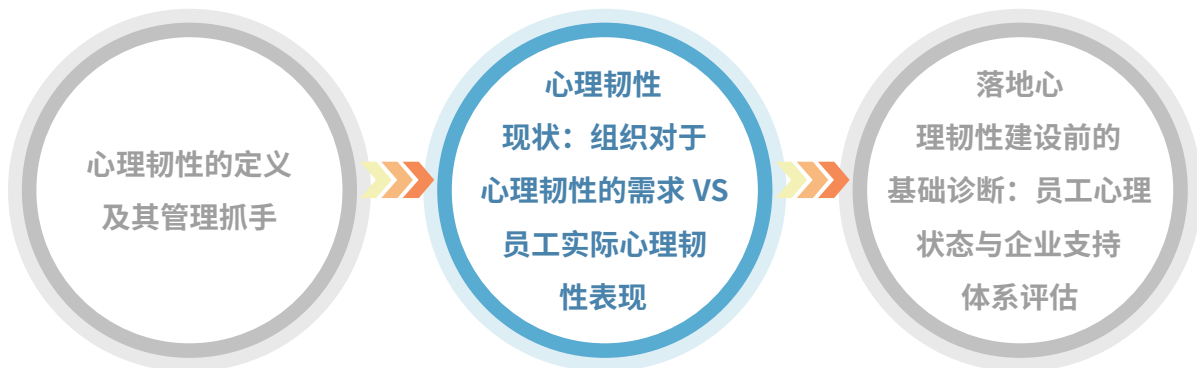 心理韧性的定义
及其管理抓手
心理韧性
现状：组织对于
心理韧性的需求 VS
员工实际心理韧
性表现
落地心
理韧性建设前的
基础诊断：员工心理
状态与企业支持
体系评估